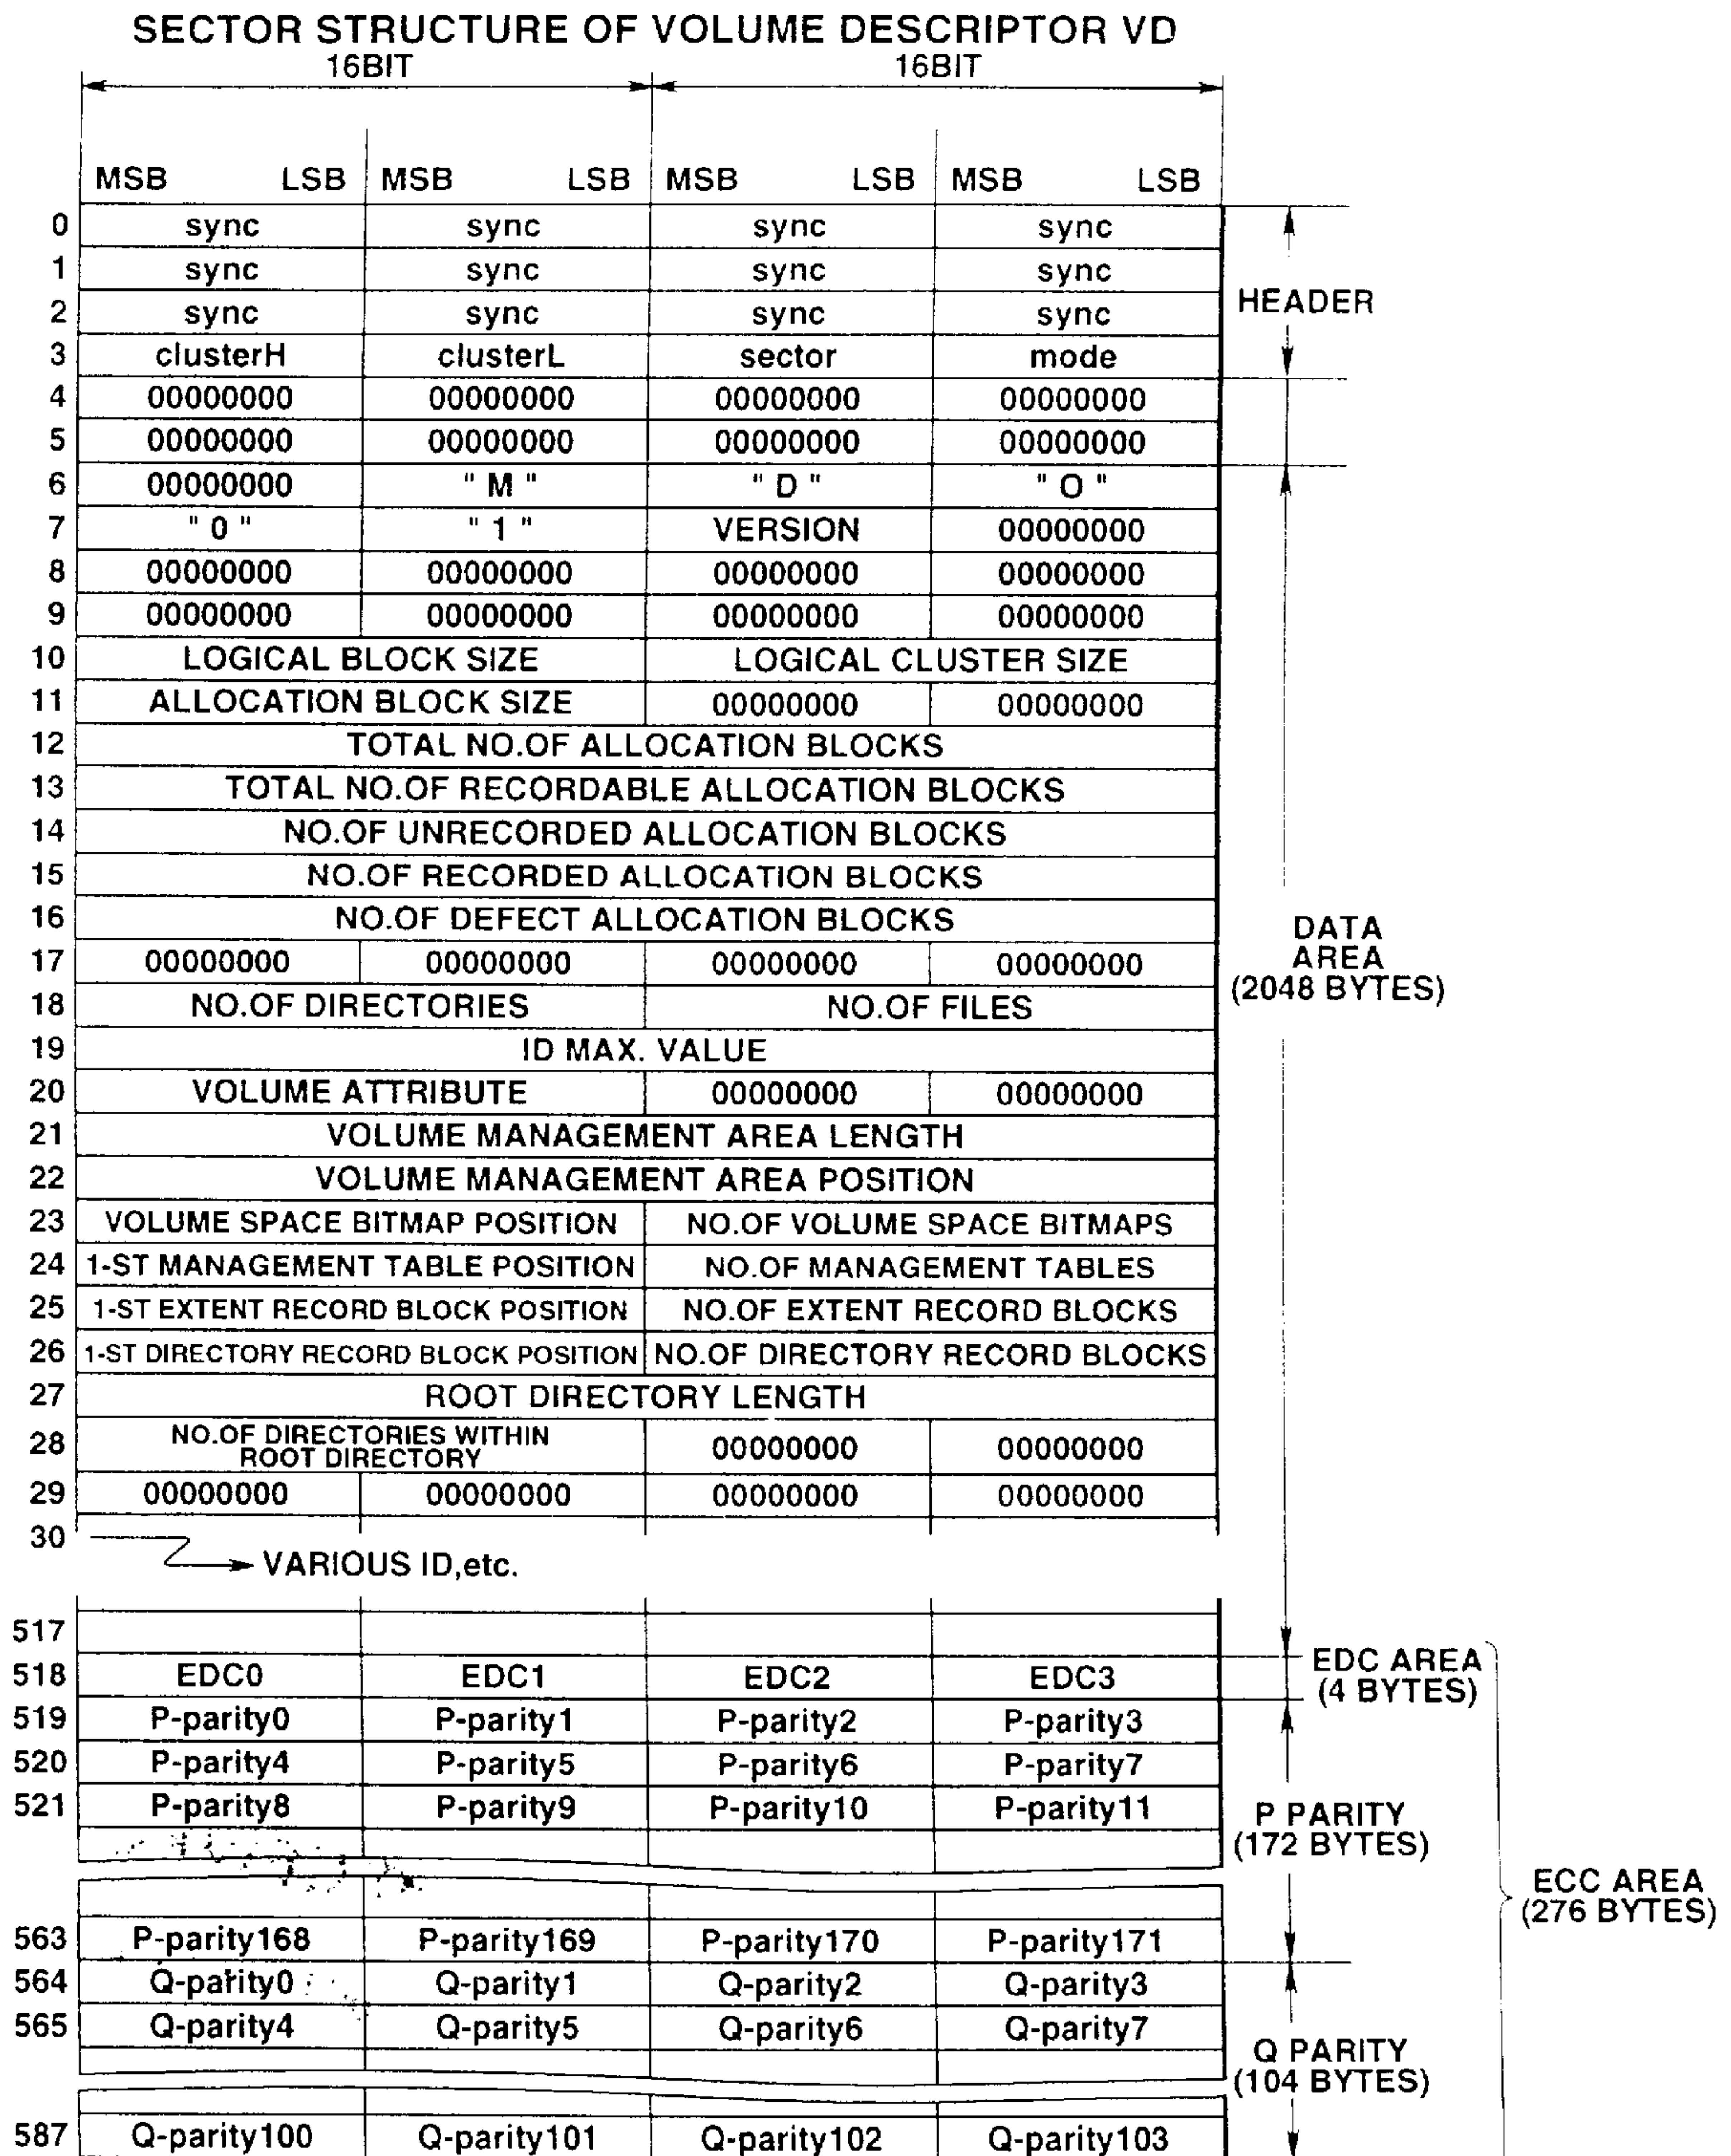 SECTOR STRUCTURE OF VOLUME DESCRIPTOR VD
16BIT 16BIT
MSB LSB MSB LSB MSB LSB MSB LSB
0 sync sync sync sync
1 sync sync sync sync
2 sync sync sync sync
HEADER
3 clusterH clusterL sector mode
4 00000000 00000000 00000000 00000000
5 00000000 00000000 00000000 00000000
6 00000000 " M " " D " " O "
7 " 0 " " 1 " VERSION 00000000
8 00000000 00000000 00000000 00000000
9 00000000 00000000 00000000 00000000
10 LOGICAL BLOCK SIZE LOGICAL CLUSTER SIZE
11 ALLOCATION BLOCK SIZE 00000000 00000000
12 TOTAL NO.OF ALLOCATION BLOCKS
13 TOTAL NO.OF RECORDABLE ALLOCATION BLOCKS
14 NO.OF UNRECORDED ALLOCATION BLOCKS
15 NO.OF RECORDED ALLOCATION BLOCKS
16 NO.OF DEFECT ALLOCATION BLOCKS
17 00000000 00000000 00000000 00000000
DATA
AREA
(2048 BYTES)
18 NO.OF DIRECTORIES NO.OF FILES
19 ID MAX. VALUE
20 VOLUME ATTRIBUTE 00000000 00000000
21 VOLUME MANAGEMENT AREA LENGTH
22 VOLUME MANAGEMENT AREA POSITION
23 VOLUME SPACE BITMAP POSITION NO.OF VOLUME SPACE BITMAPS
24 1-ST MANAGEMENT TABLE POSITION NO.OF MANAGEMENT TABLES
25 1-ST EXTENT RECORD BLOCK POSITION NO.OF EXTENT RECORD BLOCKS
26 1-ST DIRECTORY RECORD BLOCK POSITION NO.OF DIRECTORY RECORD BLOCKS
27 ROOT DIRECTORY LENGTH
28 NO.OF DIRECTORIES WITHIN
ROOT DIRECTORY 00000000 00000000
29 00000000 00000000 00000000 00000000
30
VARIOUS ID,etc.
517
518 EDC0 EDC1 EDC2 EDC3
EDC AREA
(4 BYTES)
519 P-parity0 P-parity1 P-parity2 P-parity3
520 P-parity4 P-parity5 P-parity6 P-parity7
521 P-parity8 P-parity9 P-parity10 P-parity11
P PARITY
(172 BYTES)
ECC AREA
(276 BYTES)
563 P-parity168 P-parity169 P-parity170 P-parity171
564 Q-parity0 Q-parity1 Q-parity2 Q-parity3
565 Q-parity4 Q-parity5 Q-parity6 Q-parity7
Q PARITY
(104 BYTES)
587 Q-parity100 Q-parity101 Q-parity102 Q-parity103